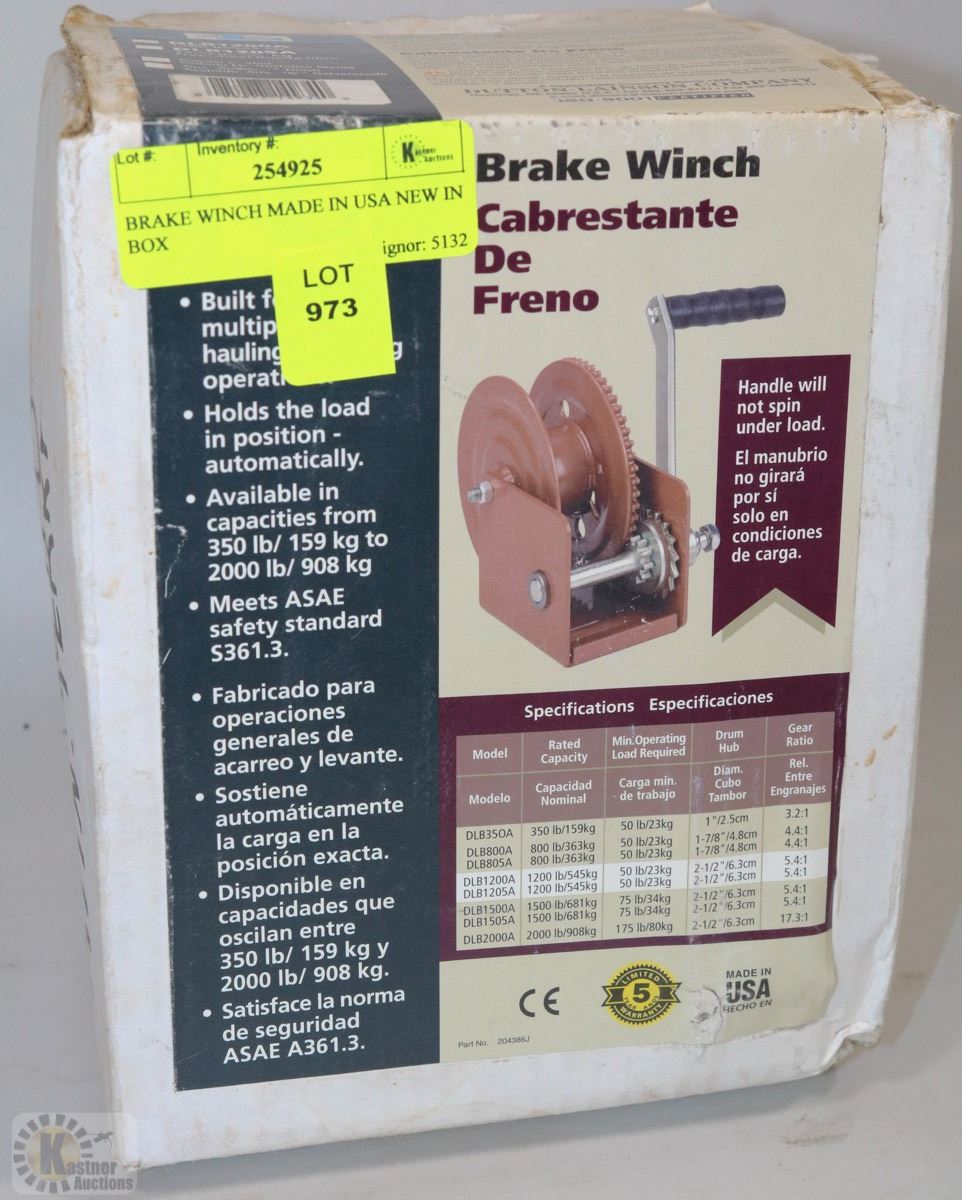 DLB1200A
DLB1205A
Cabrestante De Freno
DUTTON-LAINSON COMPANY
Lot #:
Inventory #:
254925
Kastner
Auctions
BRAKE WINCH MADE IN USA NEW IN
BOX
ignor: 5132
LOT
973
Brake Winch
Cabrestante
De
Freno
• Built f
multip
hauling g
operati
• Holds the load
in position -
automatically.
• Available in
capacities from
350 lb/ 159 kg to
2000 lb/ 908 kg
• Meets ASAE
safety standard
S361.3.
• Fabricado para
operaciones
generales de
acarreo y levante.
• Sostiene
automáticamente
la carga en la
posición exacta.
• Disponible en
capacidades que
oscilan entre
350 lb/ 159 kg y
2000 lb/ 908 kg.
• Satisface la norma
de seguridad
ASAE A361.3.
Handle will
not spin
under load.
El manubrio
no girará
por sí
solo en
condiciones
de carga.
Specifications Especificaciones
Model Rated Capacity Min.Operating Load Required Drum Hub Gear Ratio
Modelo Capacidad Nominal Carga min. de trabajo Díam. Cubo Tambor Rel. Entre Engranajes
DLB350A 350 lb/159kg 50 lb/23kg 1"/2.5cm 3.2:1
DLB800A 800 lb/363kg 50 lb/23kg 1-7/8"/4.8cm 4.4:1
DLB805A 800 lb/363kg 50 lb/23kg 1-7/8"/4.8cm 4.4:1
DLB1200A 1200 lb/545kg 50 lb/23kg 2-1/2"/6.3cm 5.4:1
DLB1205A 1200 lb/545kg 50 lb/23kg 2-1/2"/6.3cm 5.4:1
DLB1500A 1500 lb/681kg 75 lb/34kg 2-1/2"/6.3cm 5.4:1
DLB1505A 1500 lb/681kg 75 lb/34kg 2-1/2"/6.3cm 5.4:1
DLB2000A 2000 lb/908kg 175 lb/80kg 2-1/2"/6.3cm 17.3:1
CE
LIMITED
5
WARRANTY
MADE IN
USA
HECHO EN
Part No. 204386J
Kastner
Auctions